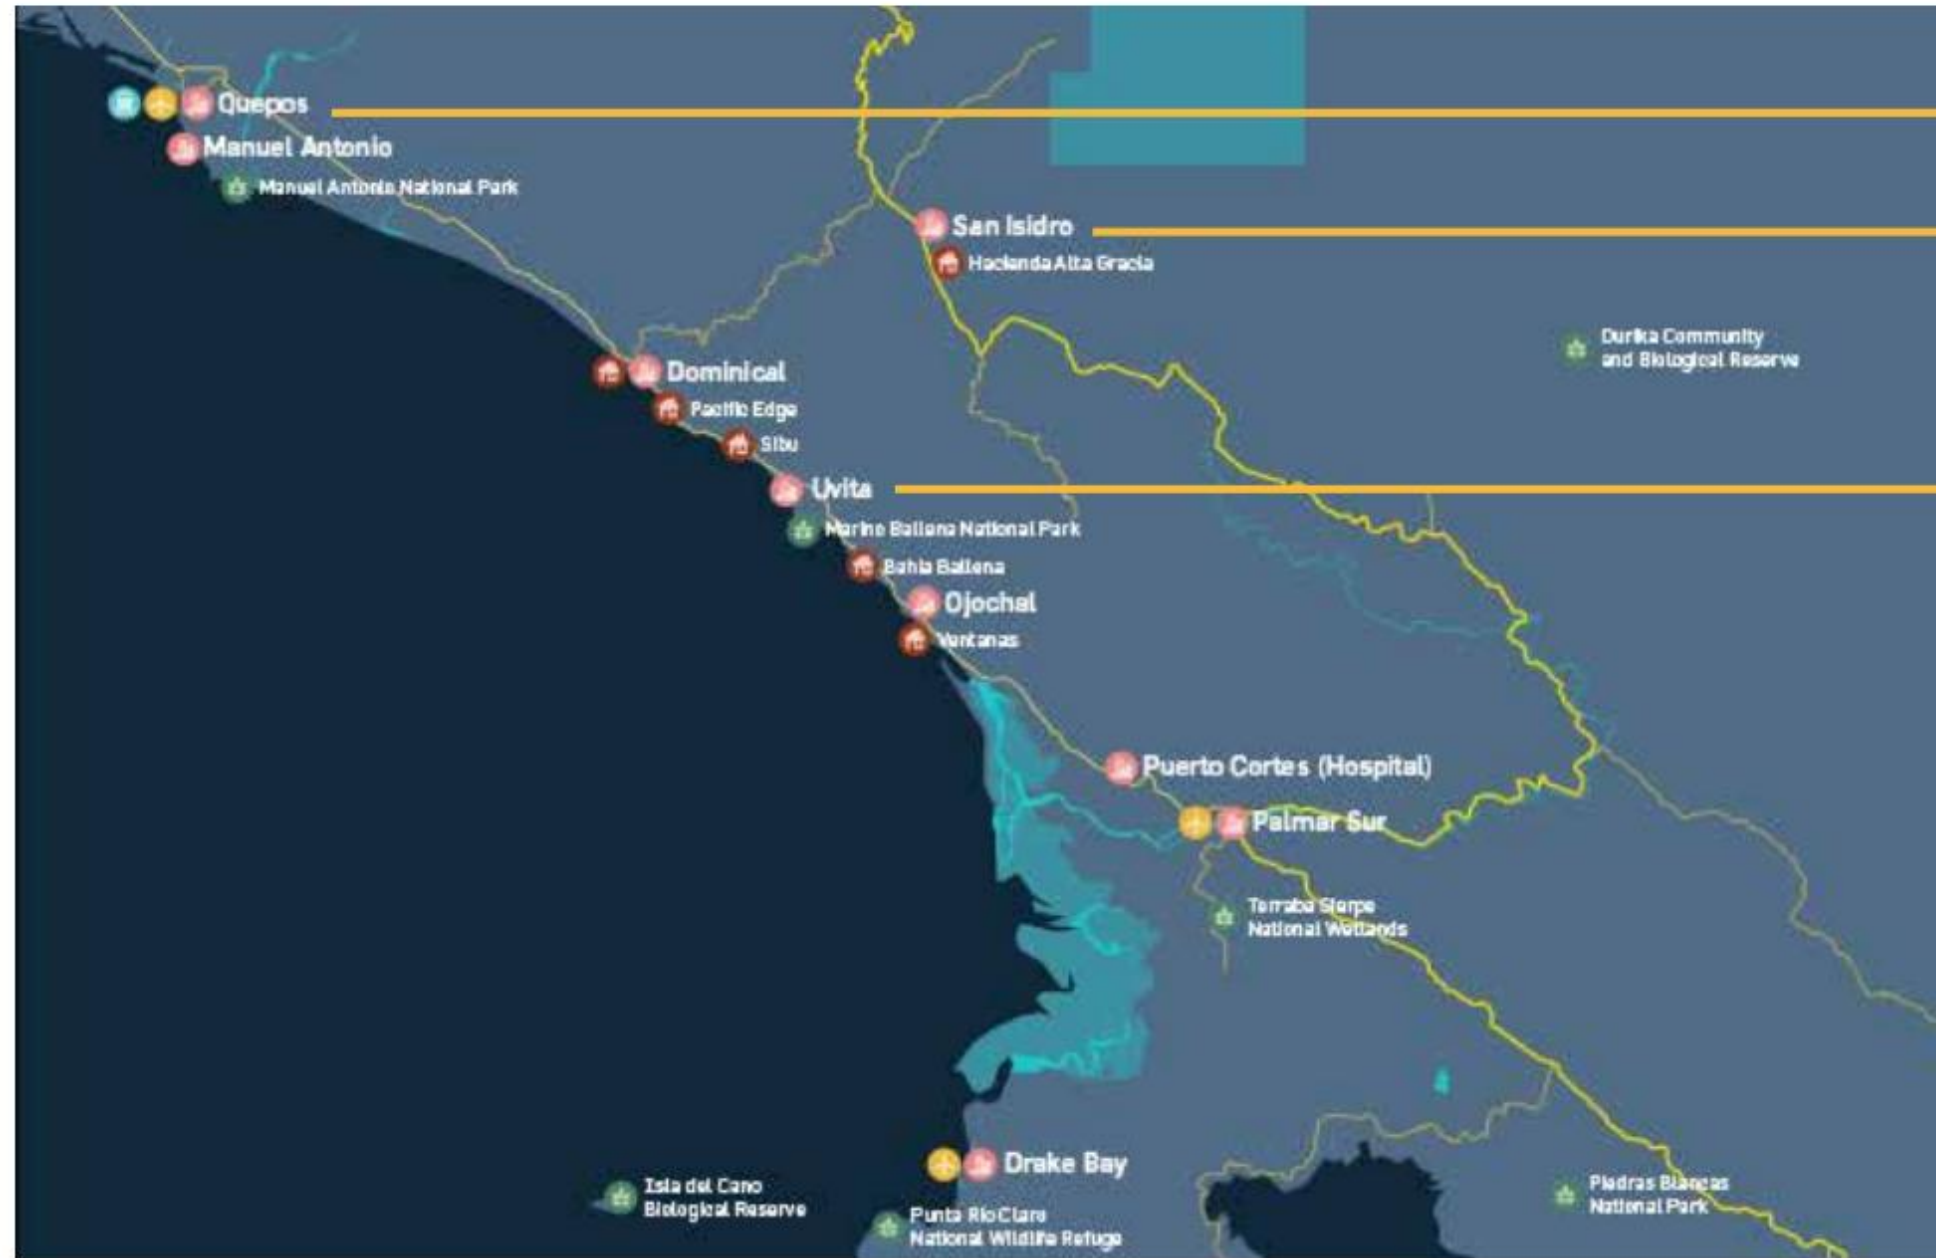 Quepos
Manuel Antonio
Manuel Antonio National Park
San Isidro
Hacienda Alta Gracia
Durika Community
and Biological Reserve
Dominical
Pacific Edge
Sibu
Uvita
Marino Ballena National Park
Bahia Ballena
Ojochal
Ventanas
Puerto Cortes (Hospital)
Palmar Sur
Terraba Sierpe
National Wetlands
Drake Bay
Isla del Cano
Biological Reserve
Punta Rio Claro
National Wildlife Refuge
Piedras Blancas
National Park